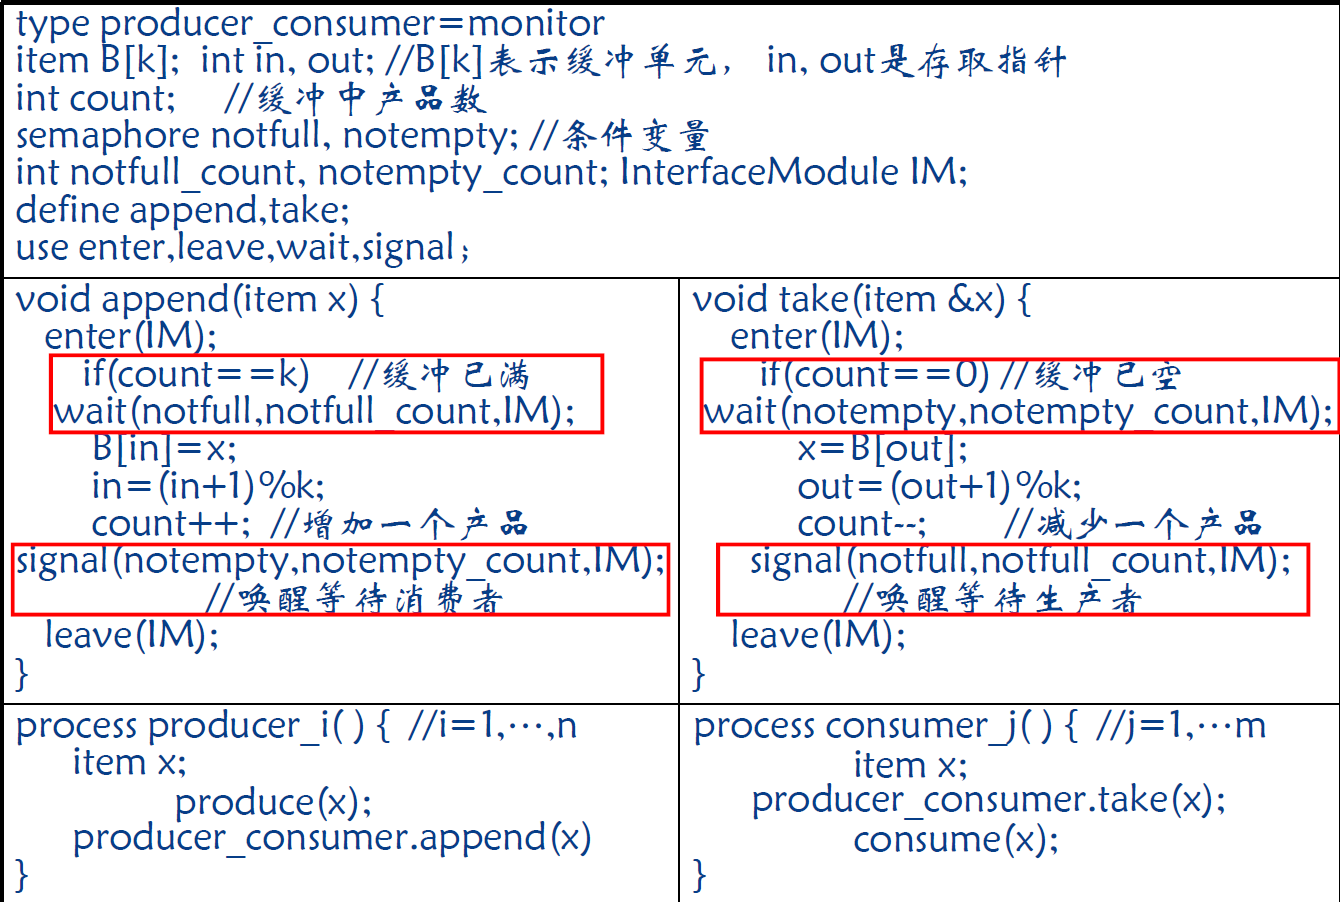 type producer_consumer=monitor
item B[k]; int in, out; //B[k]表示缓冲单元, in, out是存取指针
int count; //缓冲中产品数
semaphore notfull, notempty; //条件变量
int notfull_count, notempty_count; InterfaceModule IM;
define append,take;
use enter,leave,wait,signal;
void append(item x) {
enter(IM);
if(count==k) //缓冲已满
wait(notfull,notfull_count,IM);
B[in]=x;
in=(in+1)%k;
count++; //增加一个产品
signal(notempty,notempty_count,IM);
//唤醒等待消费者
leave(IM);
}
void take(item &x) {
enter(IM);
if(count==0) //缓冲已空
wait(notempty,notempty_count,IM);
x=B[out];
out=(out+1)%k;
count--; //减少一个产品
signal(notfull,notfull_count,IM);
//唤醒等待生产者
leave(IM);
}
process producer_i( ) { //i=1,…,n
item x;
produce(x);
producer_consumer.append(x)
}
process consumer_j( ) { //j=1,…m
item x;
producer_consumer.take(x);
consume(x);
}